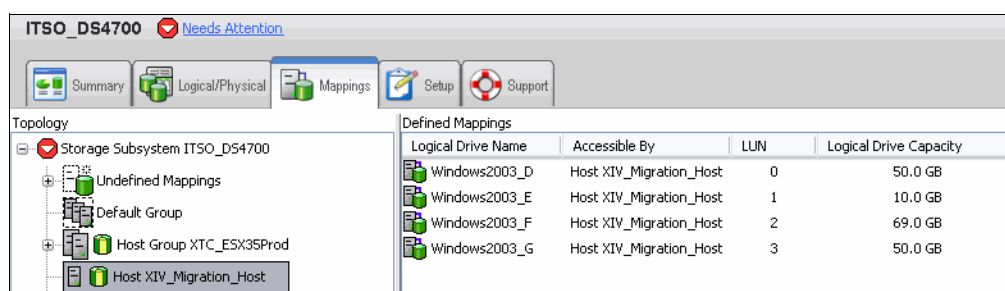 ITSO_DS4700 Needs Attention
Summary Logical/Physical Mappings Setup Support
Topology
Storage Subsystem ITSO_DS4700
Undefined Mappings
Default Group
Host Group XTC_ESX35Prod
Host XIV_Migration_Host
Defined Mappings
Logical Drive Name Accessible By LUN Logical Drive Capacity
Windows2003_D Host XIV_Migration_Host 0 50.0 GB
Windows2003_E Host XIV_Migration_Host 1 10.0 GB
Windows2003_F Host XIV_Migration_Host 2 69.0 GB
Windows2003_G Host XIV_Migration_Host 3 50.0 GB